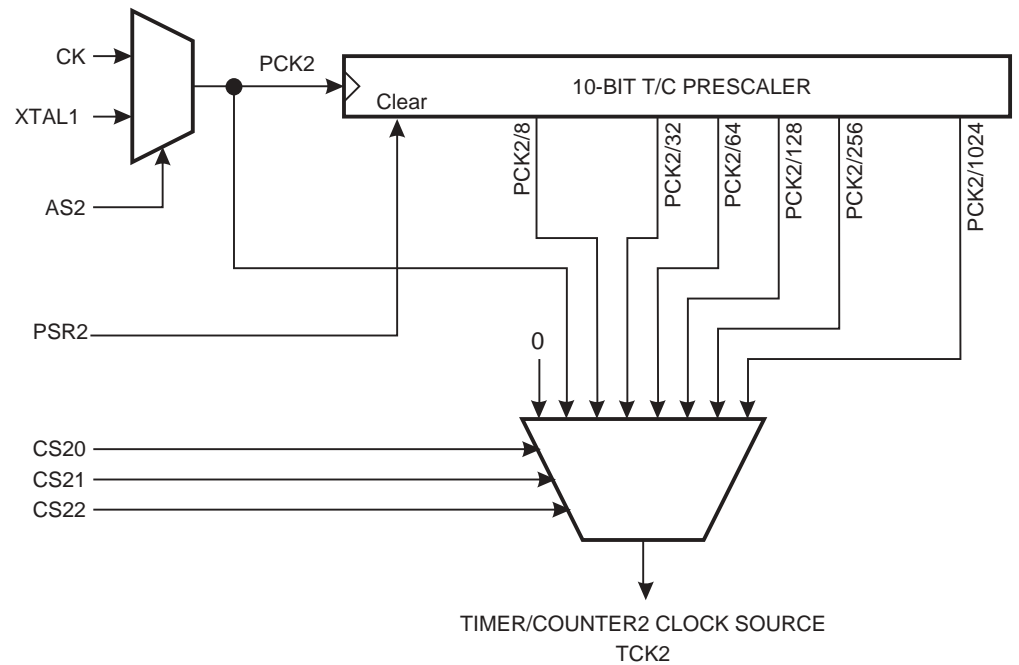 CK
PCK2
10-BIT T/C PRESCALER
Clear
XTAL1
PCK2/8
PCK2/32
PCK2/64
PCK2/128
PCK2/256
PCK2/1024
AS2
PSR2
0
CS20
CS21
CS22
TIMER/COUNTER2 CLOCK SOURCE
TCK2